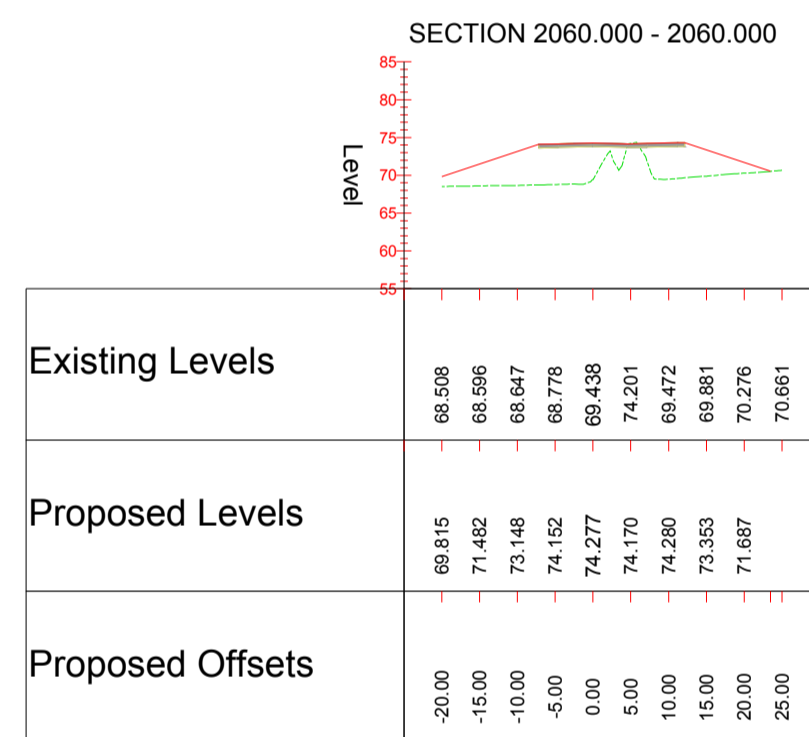 SECTION 2060.000 - 2060.000
85
80
75
70
65
60
55
Level
Existing Levels
68.508 68.596 68.647 68.778 69.438 74.201 69.472 69.881 70.276 70.661
Proposed Levels
69.815 71.482 73.148 74.152 74.277 74.170 74.280 73.353 71.687
Proposed Offsets
-20.00 -15.00 -10.00 -5.00 0.00 5.00 10.00 15.00 20.00 25.00